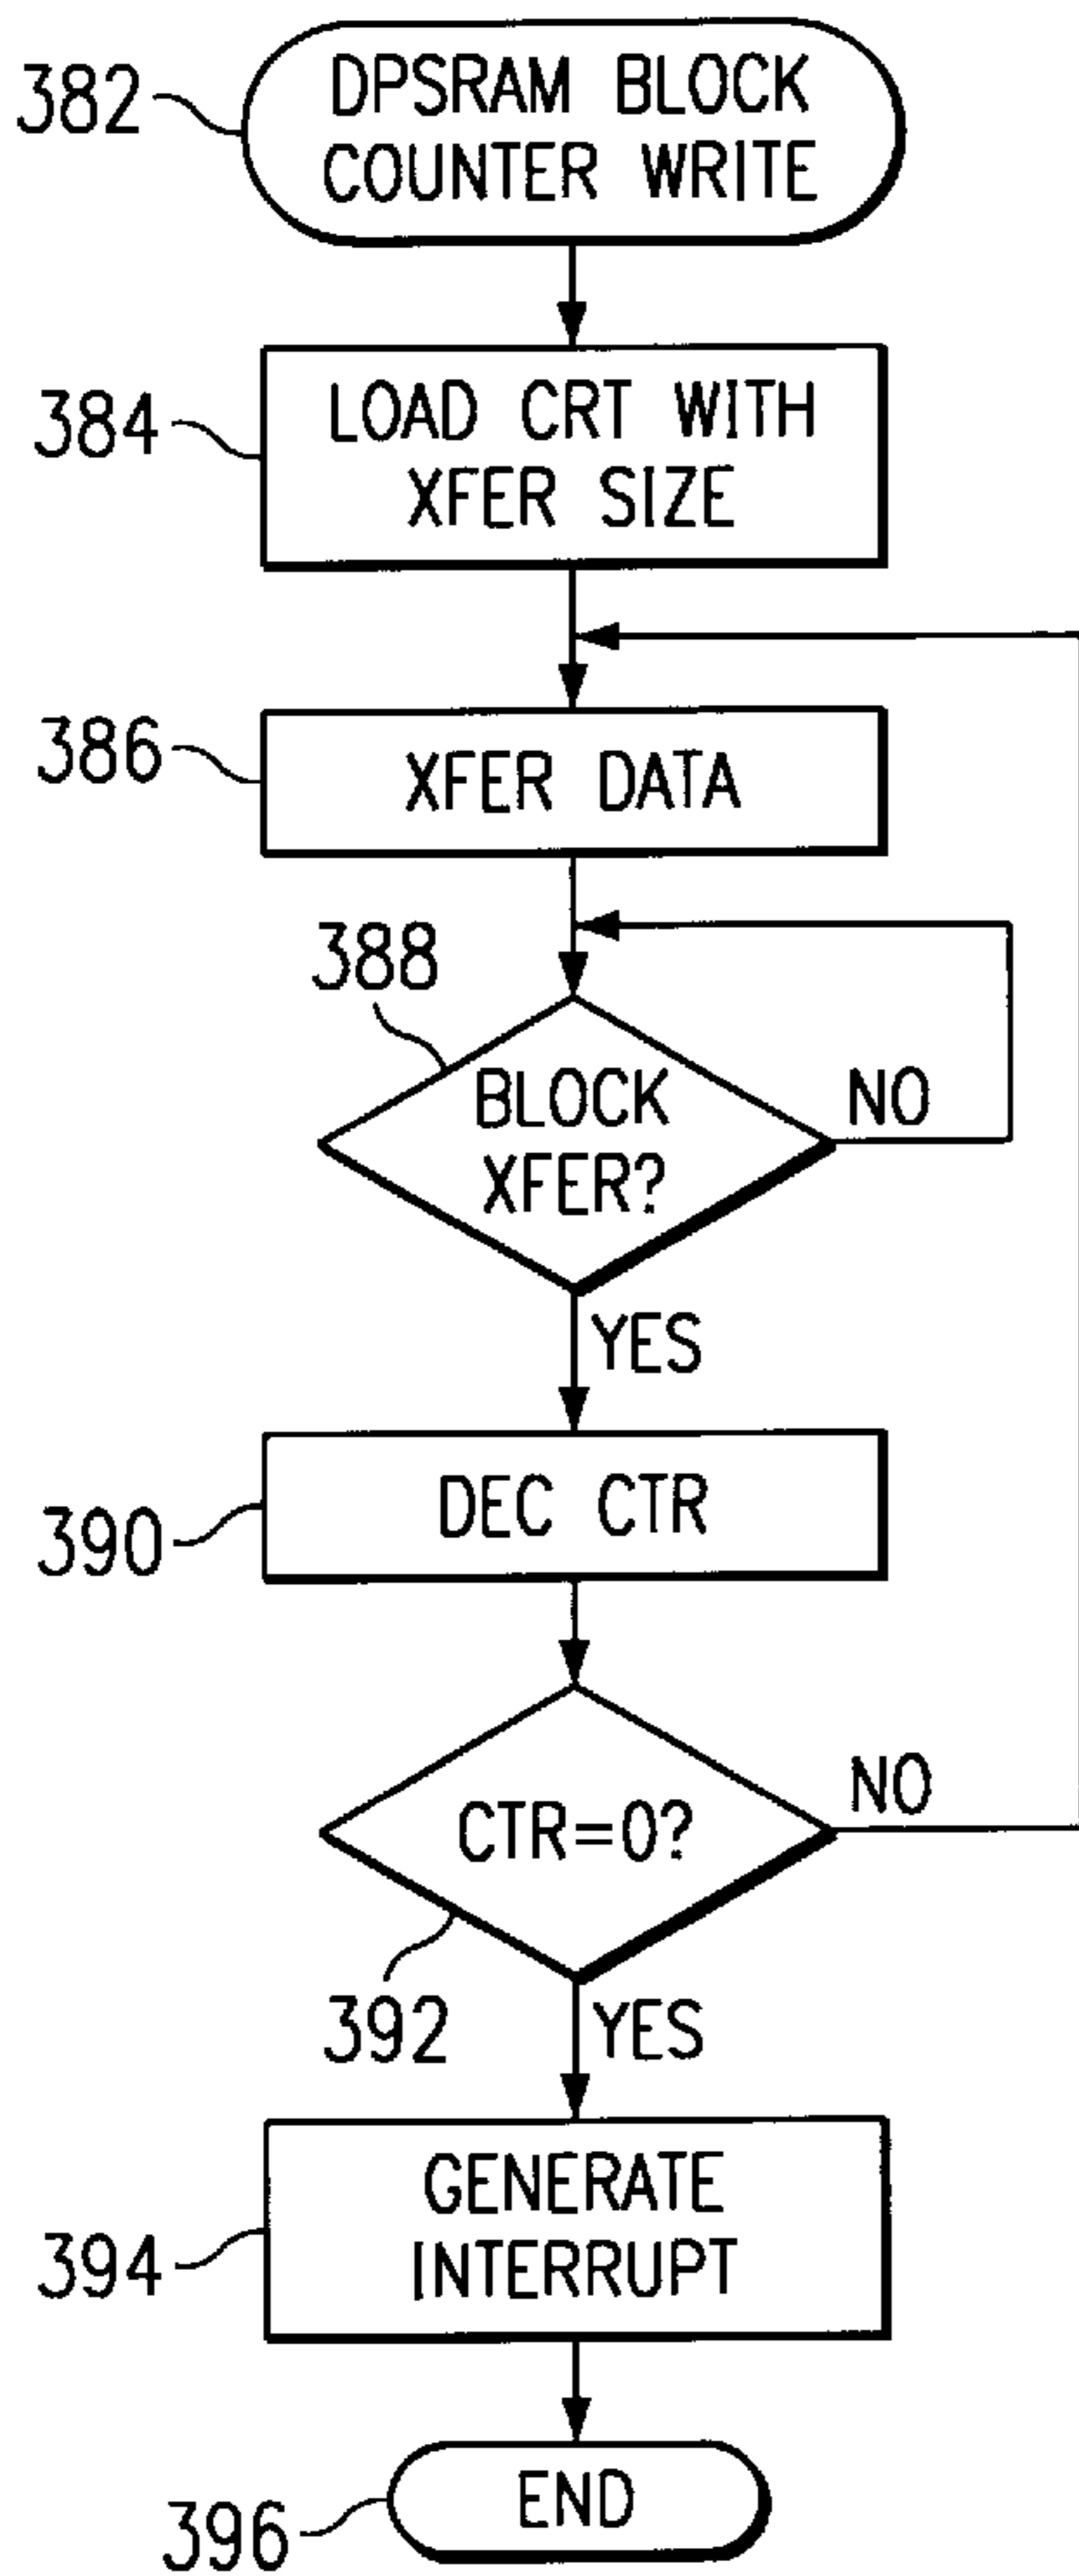 382
DPSRAM BLOCK
COUNTER WRITE
384
LOAD CRT WITH
XFER SIZE
386
XFER DATA
388
BLOCK
XFER?
NO
YES
390
DEC CTR
CTR=0?
NO
392
YES
394
GENERATE
INTERRUPT
396
END